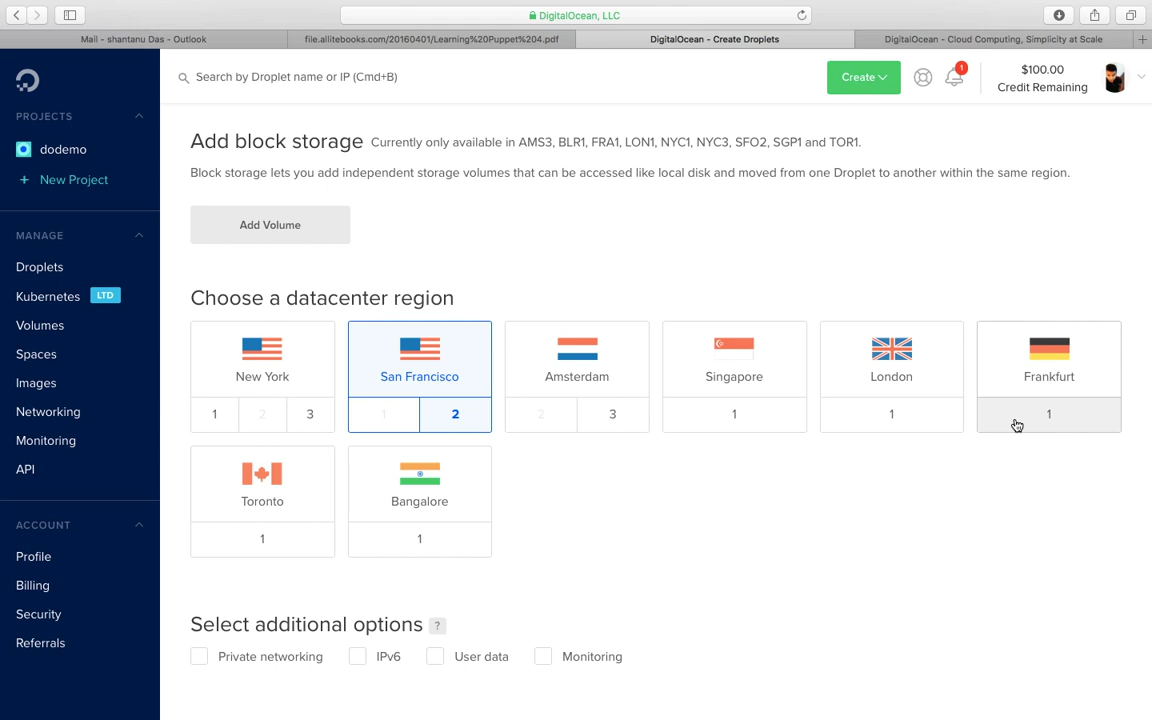 DigitalOcean, LLC
Mail - shantanu Das - Outlook
file.allitebooks.com/20160401/Learning%20Puppet%204.pdf
DigitalOcean - Create Droplets
DigitalOcean - Cloud Computing, Simplicity at Scale
Search by Droplet name or IP (Cmd+B)
Create
1
$100.00
Credit Remaining
PROJECTS
dodemo
+ New Project
MANAGE
Droplets
Kubernetes LTD
Volumes
Spaces
Images
Networking
Monitoring
API
ACCOUNT
Profile
Billing
Security
Referrals
Add block storage Currently only available in AMS3, BLR1, FRA1, LON1, NYC1, NYC3, SFO2, SGP1 and TOR1.
Block storage lets you add independent storage volumes that can be accessed like local disk and moved from one Droplet to another within the same region.
Add Volume
Choose a datacenter region
New York
1 2 3
San Francisco
1 2
Amsterdam
2 3
Singapore
1
London
1
Frankfurt
1
Toronto
1
Bangalore
1
Select additional options ?
Private networking
IPv6
User data
Monitoring